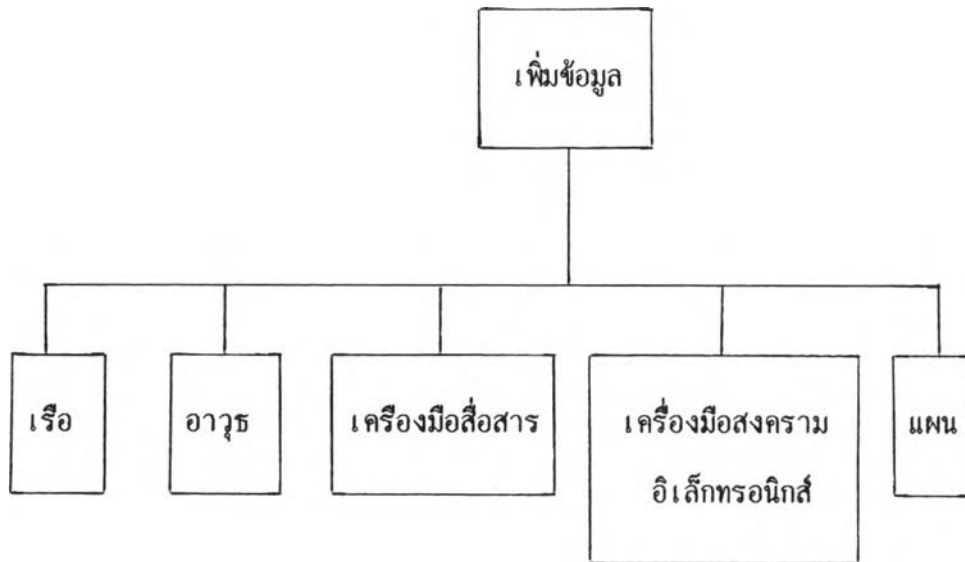 เพิ่มข้อมูล
เรือ
อาวุธ
เครื่องมือสื่อสาร
เครื่องมือสงคราม
อิเล็กทรอนิกส์
แผน